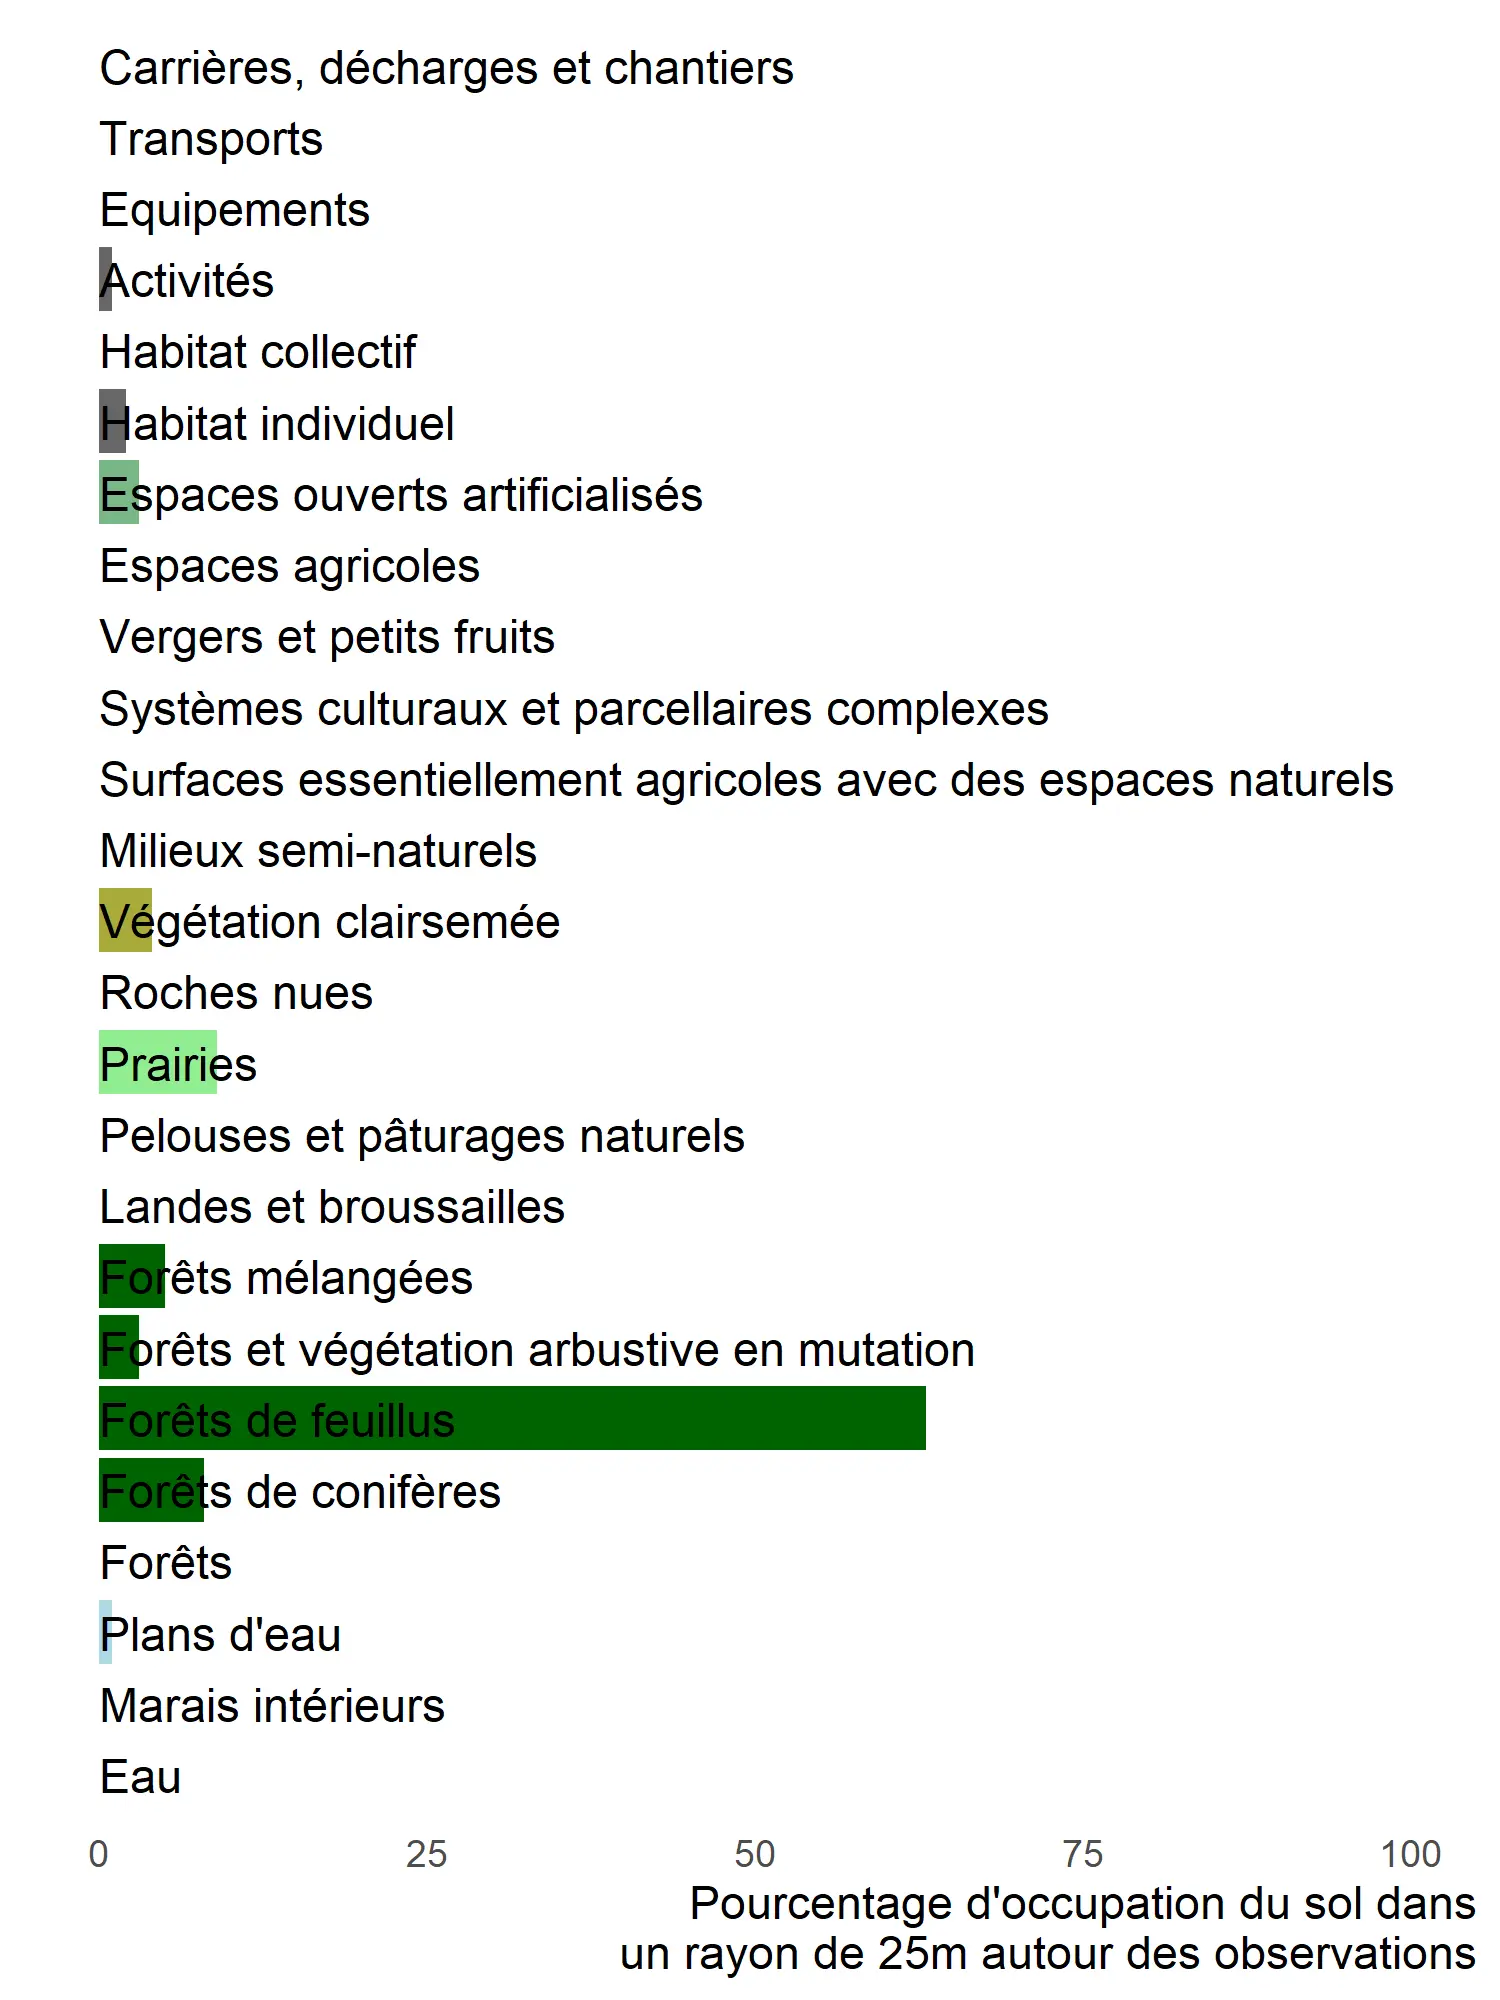 Carrières, décharges et chantiers
Transports
Equipements
Activités
Habitat collectif
Habitat individuel
Espaces ouverts artificialisés
Espaces agricoles
Vergers et petits fruits
Systèmes culturaux et parcellaires complexes
Surfaces essentiellement agricoles avec des espaces naturels
Milieux semi-naturels
Végétation clairsemée
Roches nues
Prairies
Pelouses et pâturages naturels
Landes et broussailles
Forêts mélangées
Forêts et végétation arbustive en mutation
Forêts de feuillus
Forêts de conifères
Forêts
Plans d'eau
Marais intérieurs
Eau
0 25 50 75 100
Pourcentage d'occupation du sol dans
un rayon de 25m autour des observations